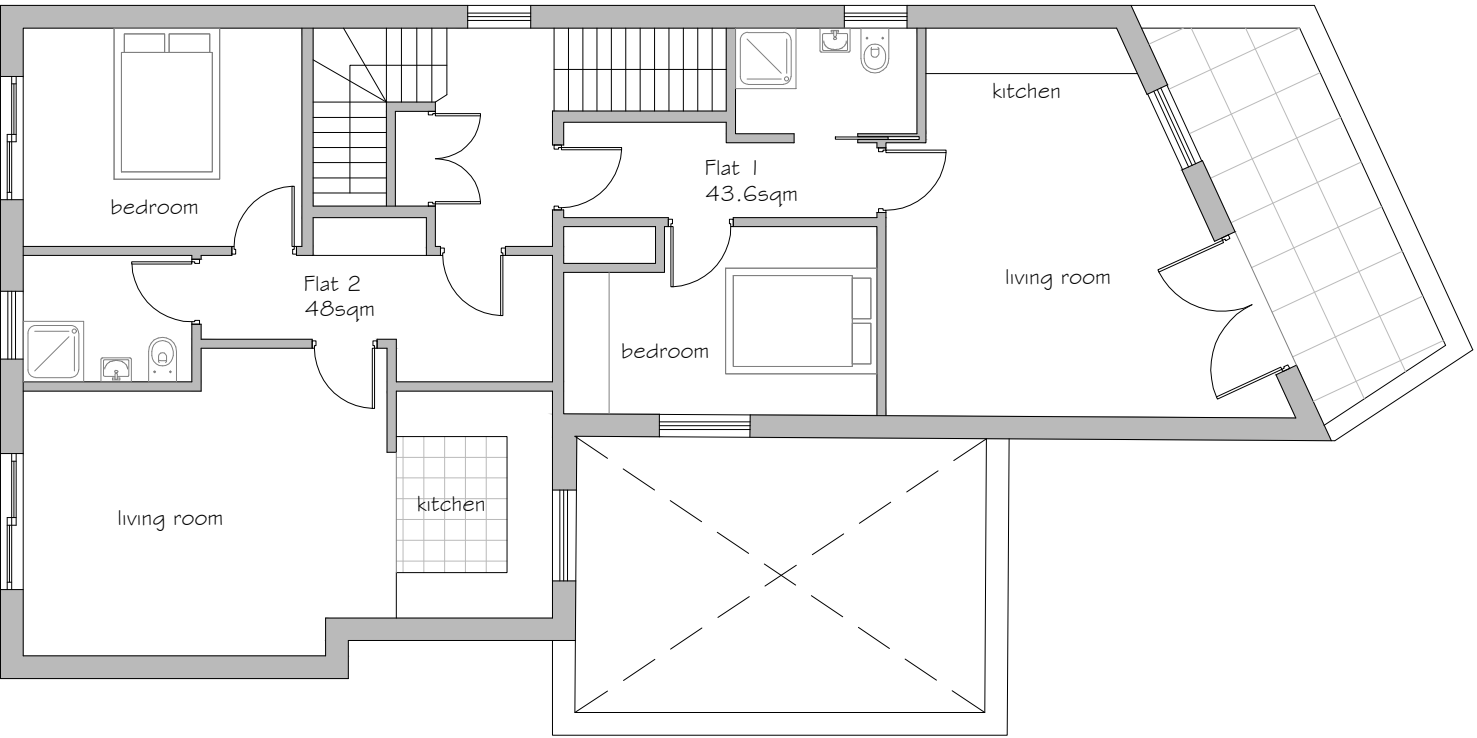 kitchen
Flat 1
43.6sqm
bedroom
living room
Flat 2
48sqm
bedroom
kitchen
living room